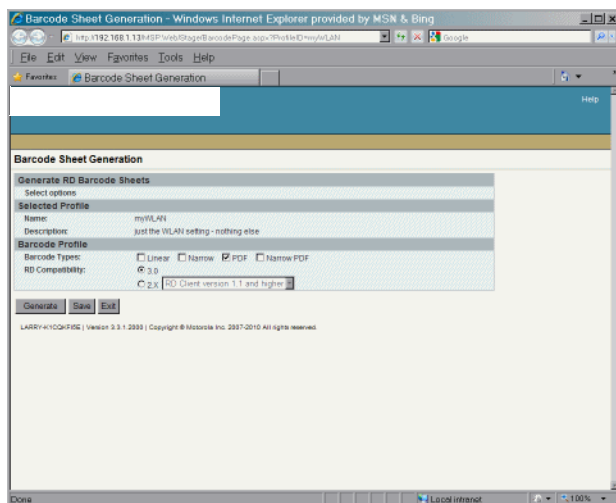 Barcode Sheet Generation - Windows Internet Explorer provided by MSN & Bing
Google
File Edit View Favorites Tools Help
Favorites Barcode Sheet Generation
Help
Barcode Sheet Generation
Generate RD Barcode Sheets
Select options
Selected Profile
Name: myWLAN
Description: just the WLAN setting - nothing else
Barcode Profile
Barcode Types: Linear Narrow PDF Narrow PDF
RD Compatibility: 3.0
2.X RD Client version 1.1 and higher
Generate Save Exit
Version 3.3.1.2000 | Copyright © Motorola Inc. 2007-2010 All rights reserved.
Done Local intranet 100%